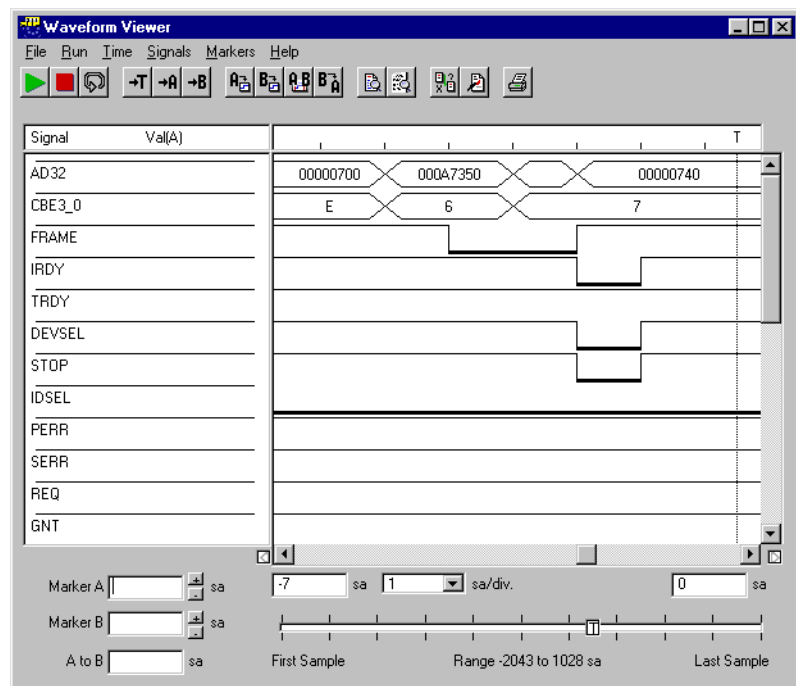 Waveform Viewer
File Run Time Signals Markers Help
→T →A →B A B A,B B A
Signal Val(A) T
AD32 00000700 000A7350 00000740
CBE3_0 E 6 7
FRAME
IRDY
TRDY
DEVSEL
STOP
IDSEL
PERR
SERR
REQ
GNT
Marker A + - sa -7 sa 1 sa/div. 0 sa
Marker B + - sa T
A to B sa First Sample Range -2043 to 1028 sa Last Sample